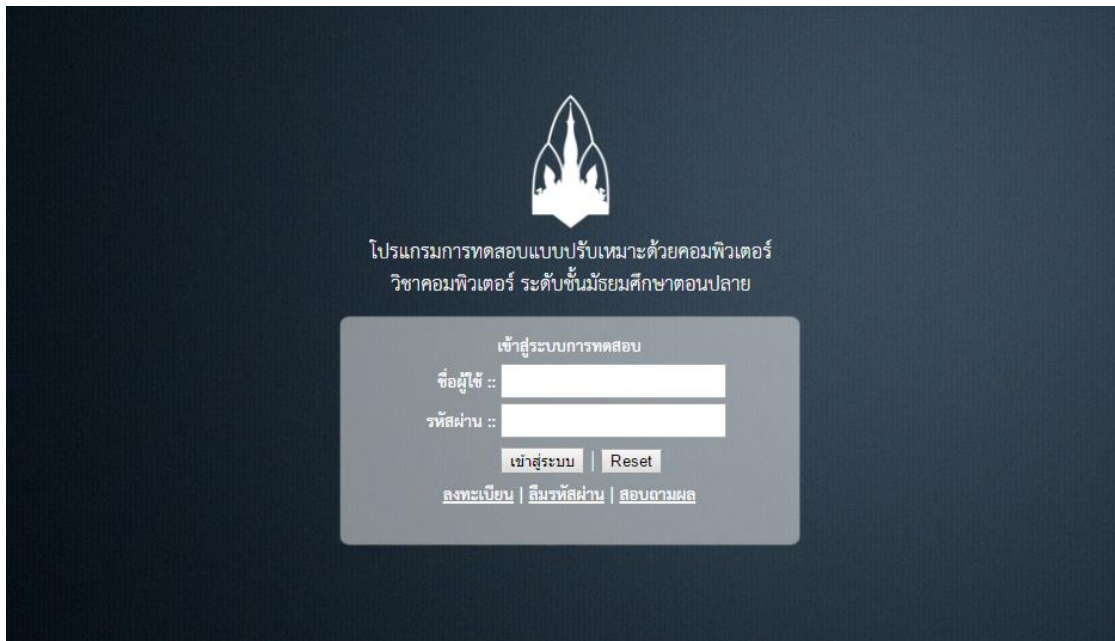 โปรแกรมการทดสอบแบบปรับเหมาะด้วยคอมพิวเตอร์
วิชาคอมพิวเตอร์ ระดับชั้นมัธยมศึกษาตอนปลาย
เข้าสู่ระบบการทดสอบ
ชื่อผู้ใช้ ::
รหัสผ่าน ::
เข้าสู่ระบบ | Reset
ลงทะเบียน | ลืมรหัสผ่าน | สอบถามผล